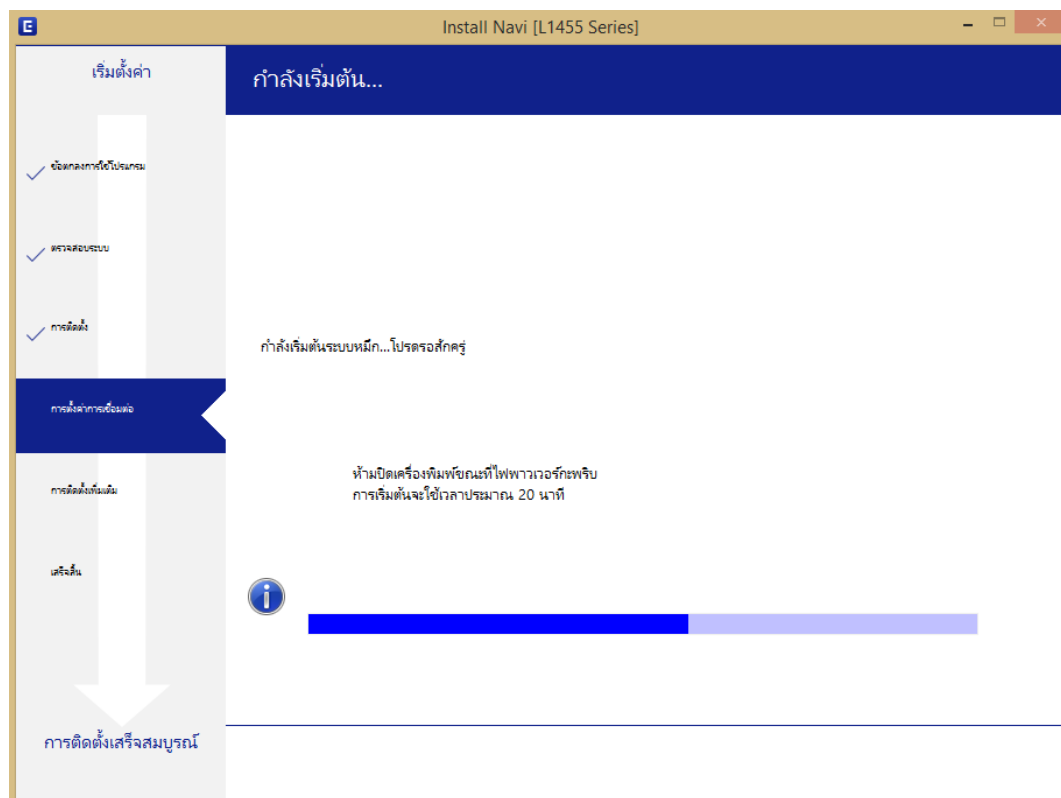 Install Navi [L1455 Series]
เริ่มตั้งค่า
กำลังเริ่มต้น...
ข้อตกลงการใช้โปรแกรม
ตรวจสอบระบบ
การติดตั้ง
กำลังเริ่มต้นระบบหมึก...โปรดรอสักครู่
การตั้งค่าการเชื่อมต่อ
ห้ามปิดเครื่องพิมพ์ขณะที่ไฟพาวเวอร์กะพริบ
การเริ่มต้นจะใช้เวลาประมาณ 20 นาที
การติดตั้งเพิ่มเติม
เสร็จสิ้น
การติดตั้งเสร็จสมบูรณ์